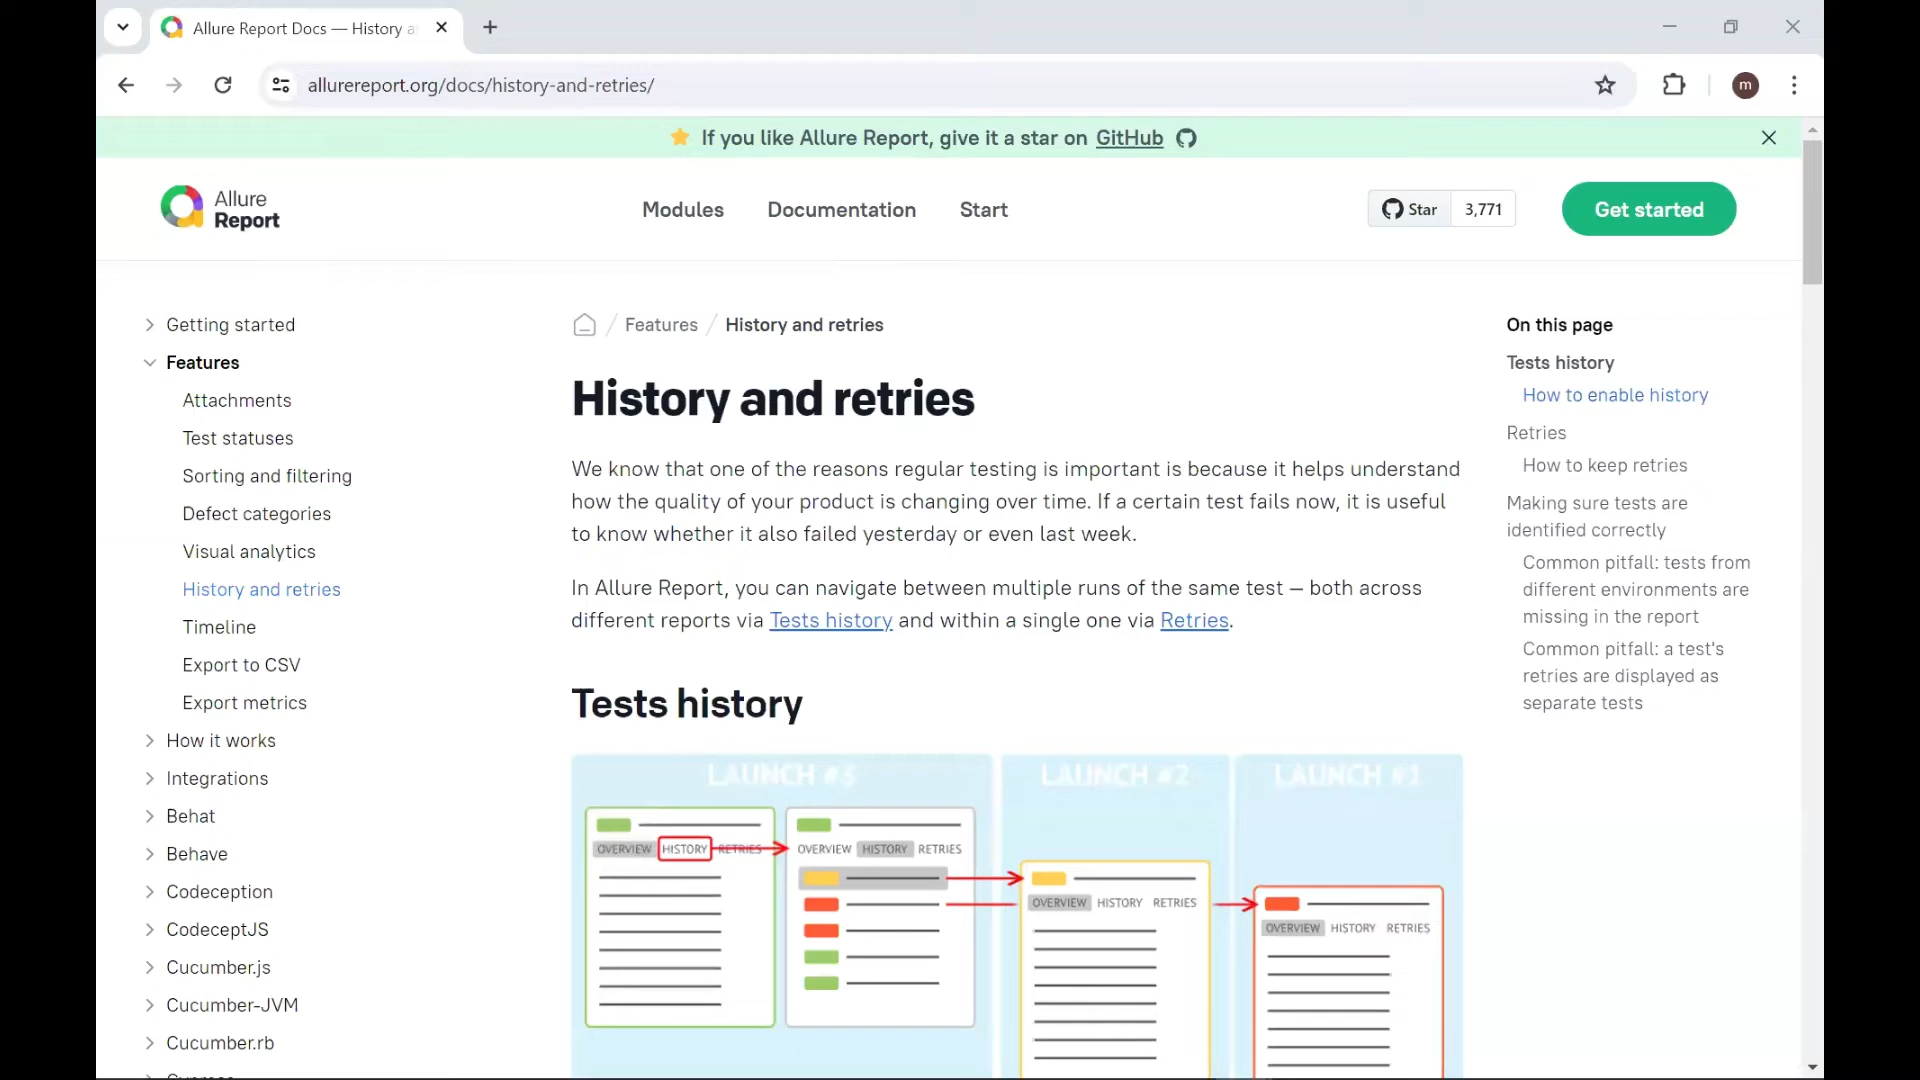 Allure Report Docs — History a
allurereport.org/docs/history-and-retries/
m
If you like Allure Report, give it a star on GitHub
Allure
Report
Modules
Documentation
Start
Star
3,771
Get started
Getting started
Features
Attachments
Test statuses
Sorting and filtering
Defect categories
Visual analytics
History and retries
Timeline
Export to CSV
Export metrics
How it works
Integrations
Behat
Behave
Codeception
CodeceptJS
Cucumber.js
Cucumber-JVM
Cucumber.rb
/ Features / History and retries
History and retries
We know that one of the reasons regular testing is important is because it helps understand
how the quality of your product is changing over time. If a certain test fails now, it is useful
to know whether it also failed yesterday or even last week.
In Allure Report, you can navigate between multiple runs of the same test — both across
different reports via Tests history and within a single one via Retries.
Tests history
LAUNCH #2
OVERVIEW HISTORY RETRIES
OVERVIEW HISTORY RETRIES
OVERVIEW HISTORY RETRIES
OVERVIEW HISTORY RETRIES
On this page
Tests history
How to enable history
Retries
How to keep retries
Making sure tests are
identified correctly
Common pitfall: tests from
different environments are
missing in the report
Common pitfall: a test's
retries are displayed as
separate tests